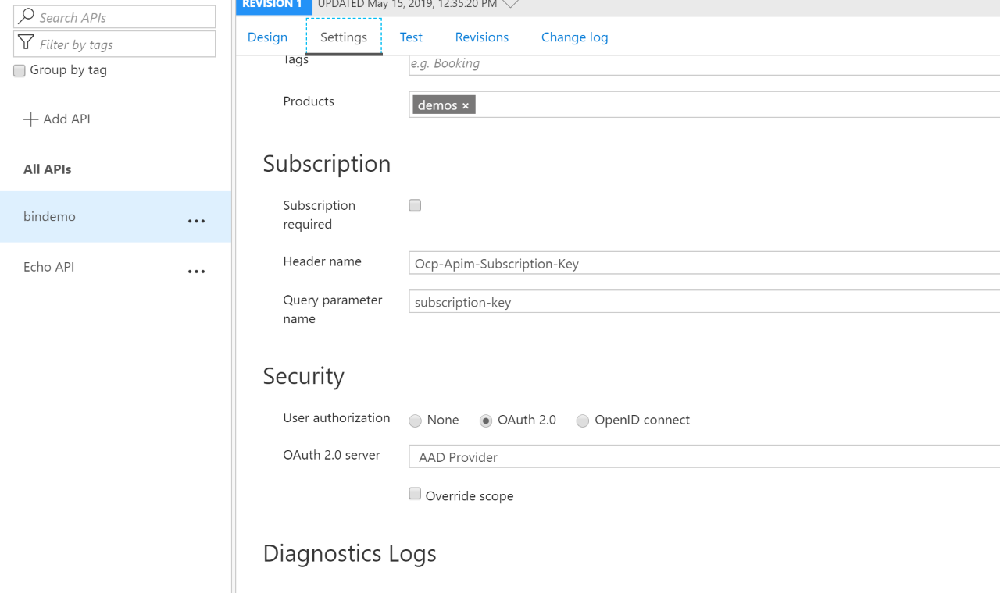 Search APIs
Filter by tags
Group by tag
Add API
All APIs
bindemo
Echo API
REVISION 1 UPDATED May 15, 2019, 12:35:20 PM
Design Settings Test Revisions Change log
Tags e.g. Booking
Products demos ×
Subscription
Subscription
required
Header name Ocp-Apim-Subscription-Key
Query parameter subscription-key
name
Security
User authorization None OAuth 2.0 OpenID connect
OAuth 2.0 server AAD Provider
Override scope
Diagnostics Logs